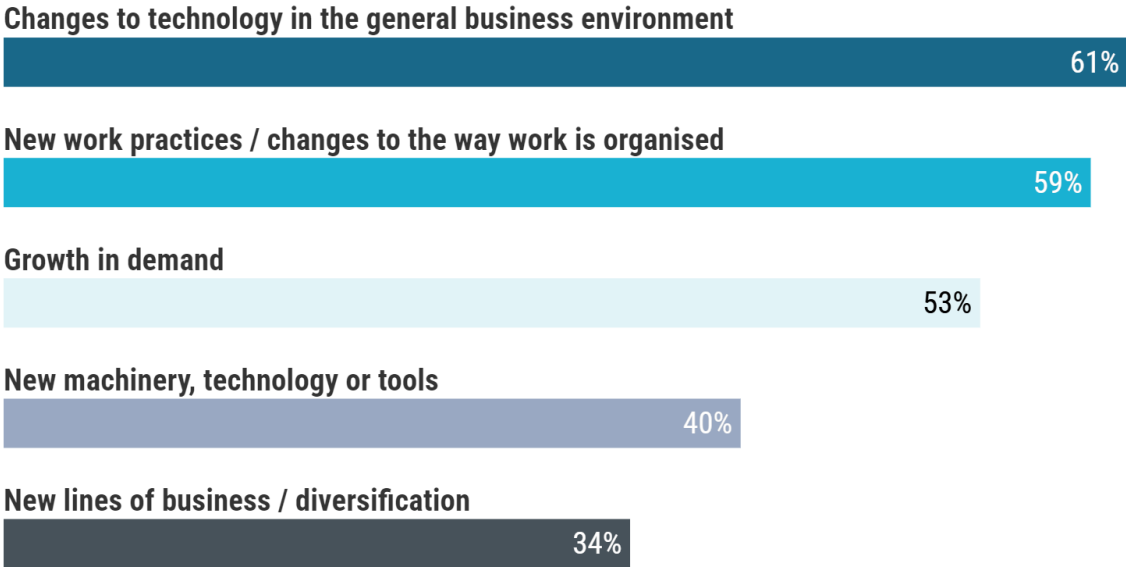 Changes to technology in the general business environment
61%
New work practices / changes to the way work is organised
59%
Growth in demand
53%
New machinery, technology or tools
40%
New lines of business / diversification
34%